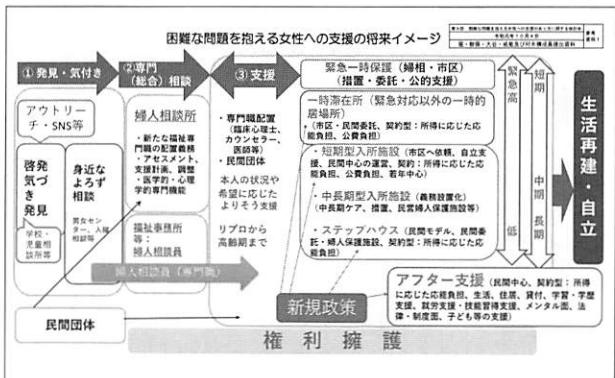 困難な問題を抱える女性への支援の将来イメージ
令和元年10月4日
参考
資料1
①発見・気付き
②専門
（総合）相談
③支援
アウトリー
チ・SNS等
啓発
気づ
き
発見
学校・
児童相
談所等
身近な
よろず
相談
男女セン
ター、人権
相談等
民間団体
婦人相談所
・新たな福祉専
門職の配置義務
・アセスメント、
支援計画、調整
・医学的・心理
学的専門機能
福祉事務所
等：
婦人相談員
婦人相談員（専門職）
・専門職配置
（臨床心理士、
カウンセラー、
医師等）
・民間団体
本人の状況や
希望に応じた
よりそう支援
リプロから
高齢期まで
緊急一時保護（婦相・市区）
（措置・委託・公的支援）
一時滞在所（緊急対応以外の一時的
居場所）
（市区・民間委託、契約型：所得に応じた応
能負担、公費負担）
・短期型入所施設（市区へ依頼、自立支
援、民間中心の運営、契約：所得に応じた応
能負担、公費負担、若年中心）
・中長期型入所施設（義務設置化）
（中長期ケア、措置、民営婦人保護施設等）
・ステップハウス（民間モデル、民間委
託・婦人保護施設、契約型：所得に応じた応
能負担）
緊急
高
低
短
期
中
期
長
期
生活再建・自立
新規政策
アフター支援（民間中心、契約型：所得
に応じた応能負担、生活、住居、貸付、学習・学歴
支援、就労支援・技能習得支援、メンタル面、法
律・制度面、子ども等の支援）
権利擁護